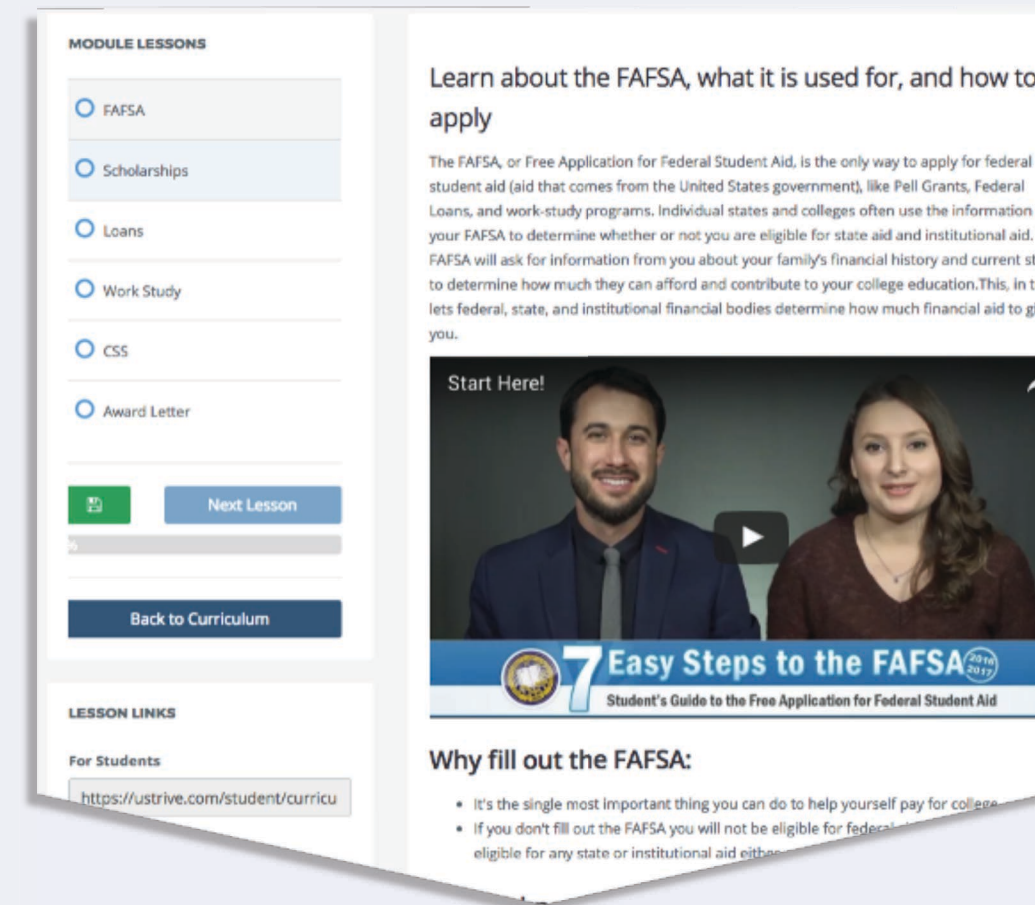 MODULE LESSONS
FAFSA
Scholarships
Loans
Work Study
CSS
Award Letter
Next Lesson
%
Back to Curriculum
LESSON LINKS
For Students
https://ustrive.com/student/curricu
Learn about the FAFSA, what it is used for, and how to
apply
The FAFSA, or Free Application for Federal Student Aid, is the only way to apply for federal
student aid (aid that comes from the United States government), like Pell Grants, Federal
Loans, and work-study programs. Individual states and colleges often use the information
your FAFSA to determine whether or not you are eligible for state aid and institutional aid.
FAFSA will ask for information from you about your family's financial history and current st
to determine how much they can afford and contribute to your college education.This, in t
lets federal, state, and institutional financial bodies determine how much financial aid to gi
you.
Start Here!
7 Easy Steps to the FAFSA 2016 2017
Student's Guide to the Free Application for Federal Student Aid
Why fill out the FAFSA:
• It's the single most important thing you can do to help yourself pay for college
• If you don't fill out the FAFSA you will not be eligible for federal
eligible for any state or institutional aid either